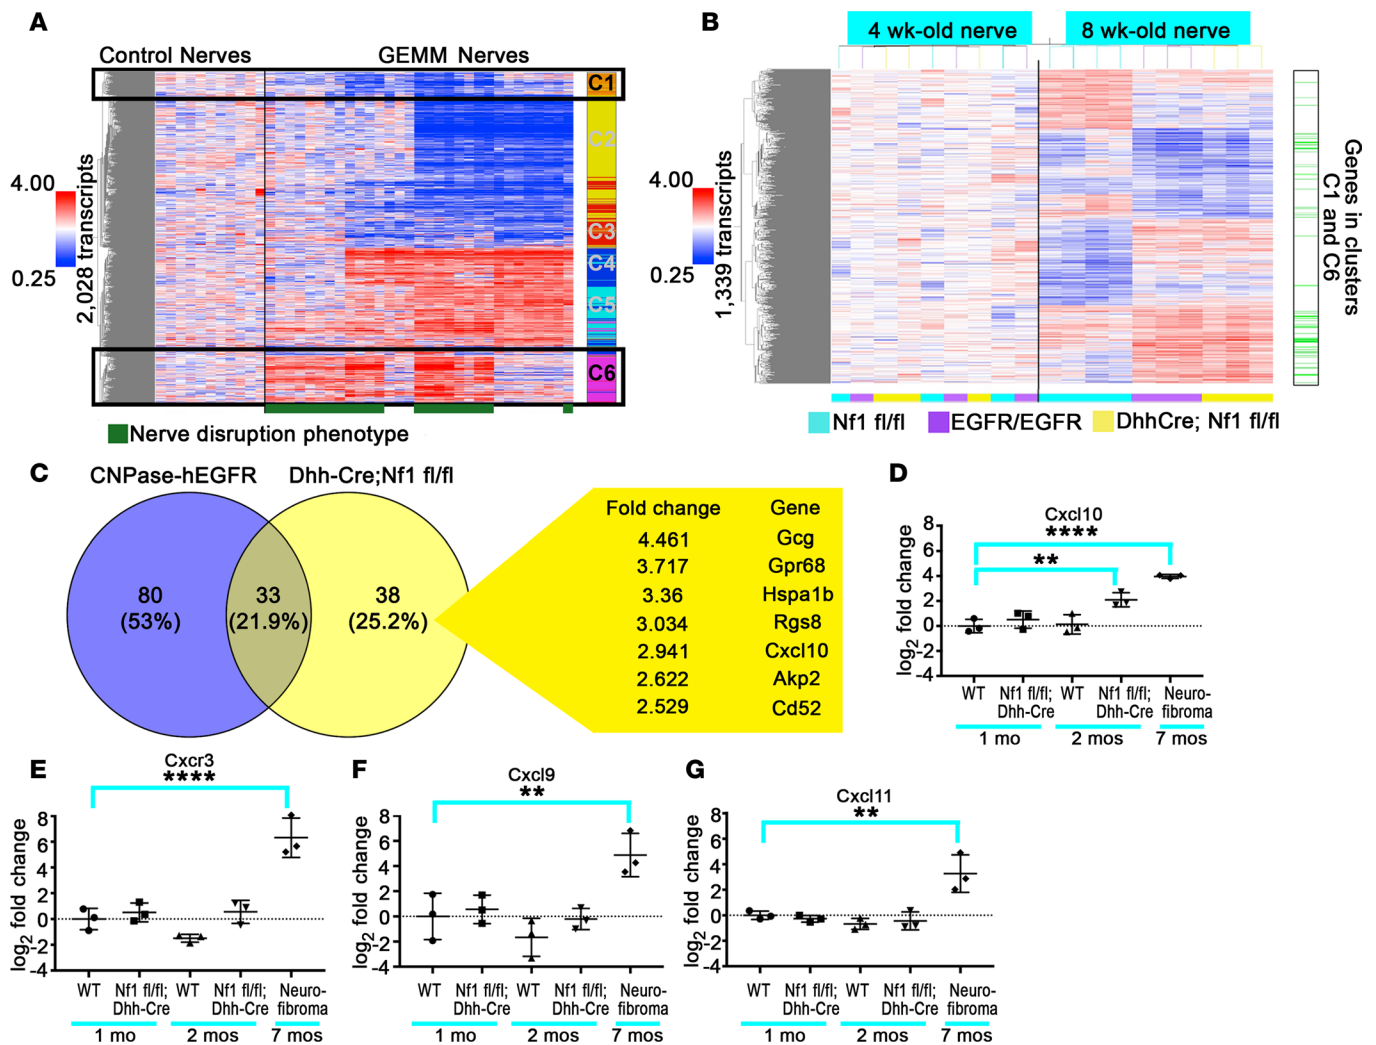 A
Control Nerves
GEMM Nerves
4.00
0.25
2,028 transcripts
C1
C2
C3
C4
C5
C6
Nerve disruption phenotype
B
4 wk-old nerve
8 wk-old nerve
4.00
0.25
1,339 transcripts
Genes in clusters
C1 and C6
Nf1 fl/fl
EGFR/EGFR
DhhCre; Nf1 fl/fl
C
CNPase-hEGFR
Dhh-Cre;Nf1 fl/fl
80
(53%)
33
(21.9%)
38
(25.2%)
Fold change Gene
4.461 Gcg
3.717 Gpr68
3.36 Hspa1b
3.034 Rgs8
2.941 Cxcl10
2.622 Akp2
2.529 Cd52
D
Cxcl10
****
**
log2 fold change
8
6
4
2
0
-2
-4
WT
Nf1 fl/fl;
Dhh-Cre
WT
Nf1 fl/fl;
Dhh-Cre
Neuro-
fibroma
1 mo
2 mos
7 mos
E
Cxcr3
****
log2 fold change
8
6
4
2
0
-2
-4
WT
Nf1 fl/fl;
Dhh-Cre
WT
Nf1 fl/fl;
Dhh-Cre
Neuro-
fibroma
1 mo
2 mos
7 mos
F
Cxcl9
**
log2 fold change
8
6
4
2
0
-2
-4
WT
Nf1 fl/fl;
Dhh-Cre
WT
Nf1 fl/fl;
Dhh-Cre
Neuro-
fibroma
1 mo
2 mos
7 mos
G
Cxcl11
**
log2 fold change
8
6
4
2
0
-2
-4
WT
Nf1 fl/fl;
Dhh-Cre
WT
Nf1 fl/fl;
Dhh-Cre
Neuro-
fibroma
1 mo
2 mos
7 mos